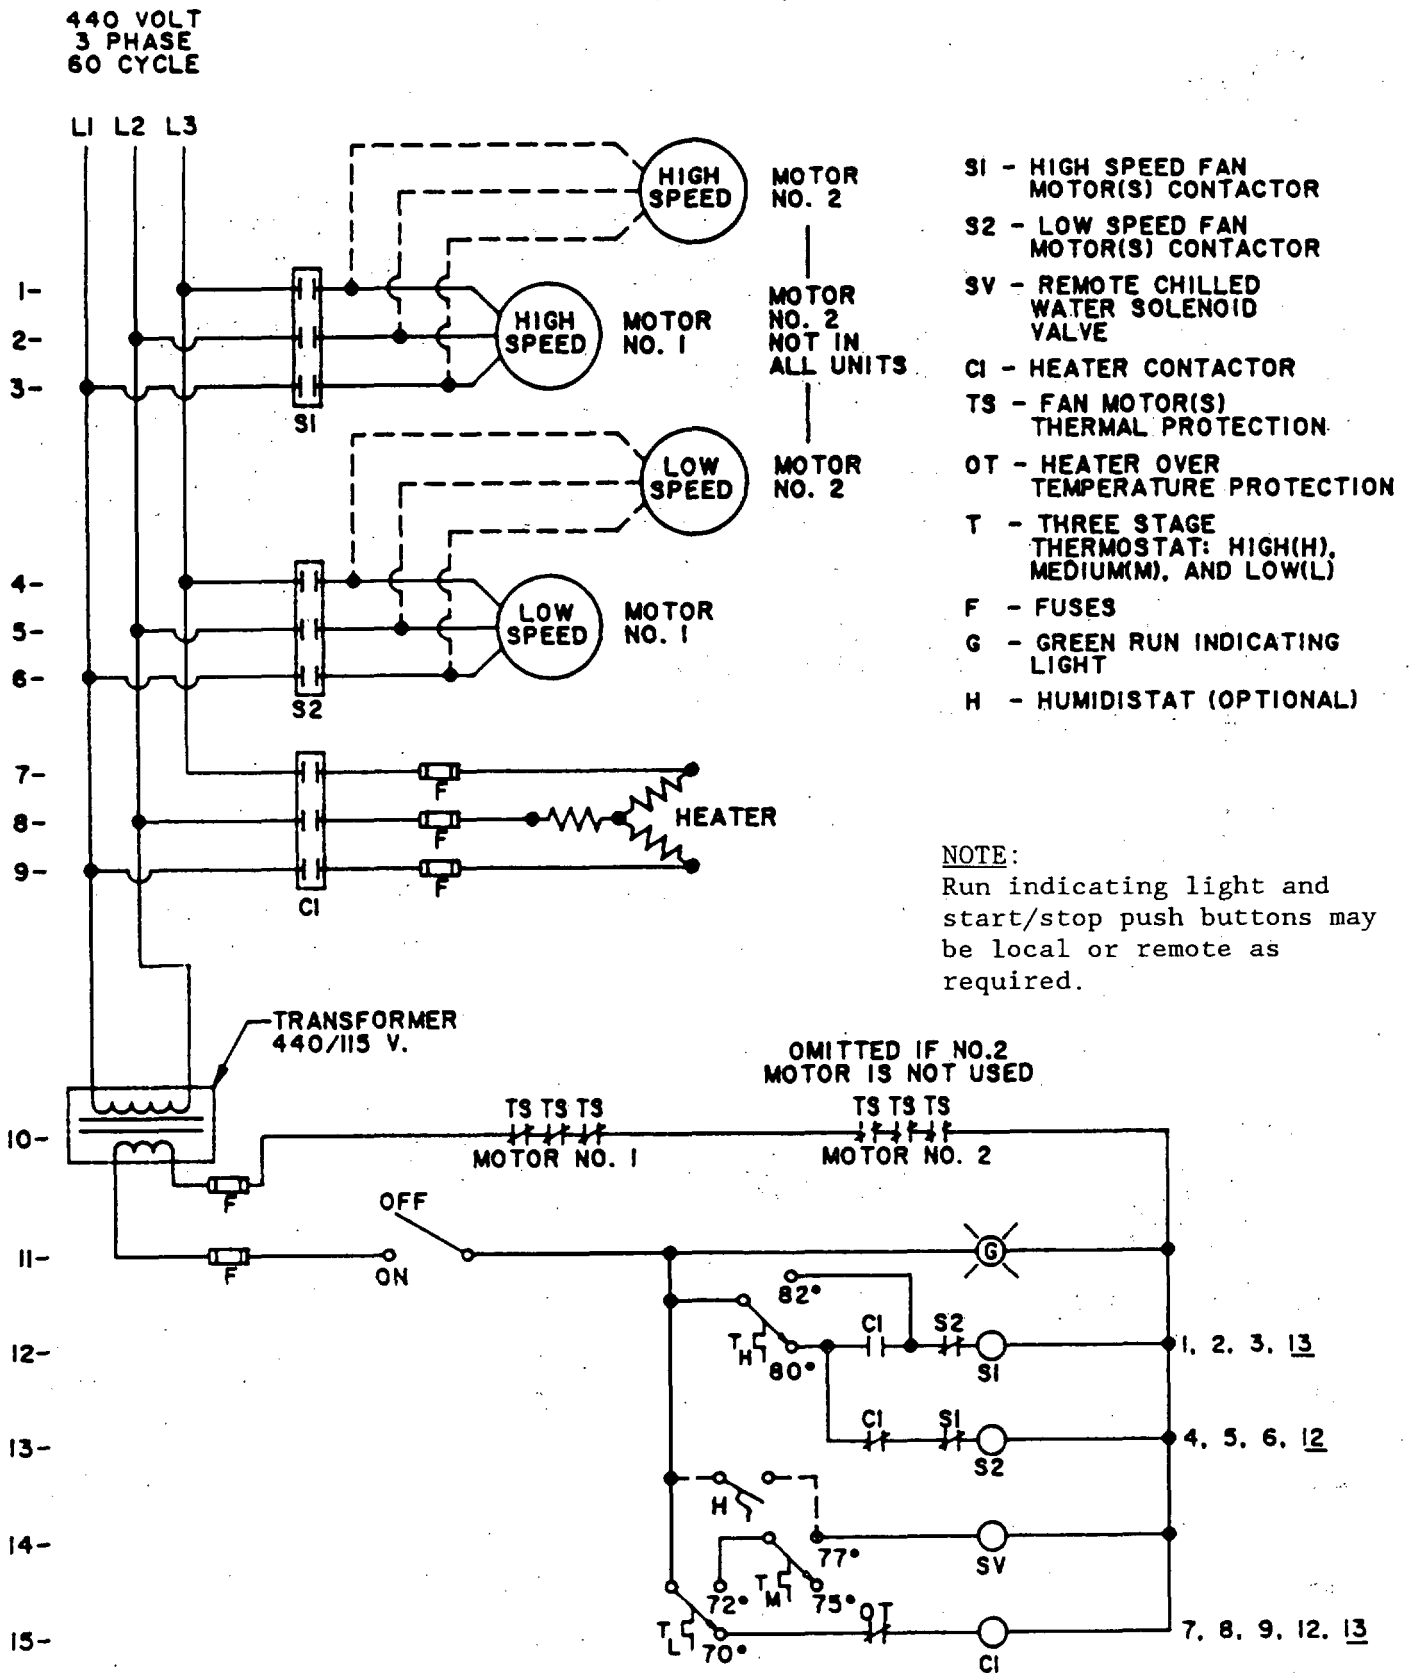 440 VOLT
3 PHASE
60 CYCLE
L1 L2 L3
HIGH
SPEED
MOTOR
NO. 2
1-
2-
3-
HIGH
SPEED
MOTOR
NO. 1
MOTOR
NO. 2
NOT IN
ALL UNITS
S1
LOW
SPEED
MOTOR
NO. 2
4-
5-
6-
LOW
SPEED
MOTOR
NO. 1
S2
7-
8-
9-
F
F
F
HEATER
C1
S1 - HIGH SPEED FAN
MOTOR(S) CONTACTOR
S2 - LOW SPEED FAN
MOTOR(S) CONTACTOR
SV - REMOTE CHILLED
WATER SOLENOID
VALVE
C1 - HEATER CONTACTOR
TS - FAN MOTOR(S)
THERMAL PROTECTION
OT - HEATER OVER
TEMPERATURE PROTECTION
T - THREE STAGE
THERMOSTAT: HIGH(H),
MEDIUM(M), AND LOW(L)
F - FUSES
G - GREEN RUN INDICATING
LIGHT
H - HUMIDISTAT (OPTIONAL)
NOTE:
Run indicating light and
start/stop push buttons may
be local or remote as
required.
TRANSFORMER
440/115 V.
OMITTED IF NO.2
MOTOR IS NOT USED
TS TS TS
TS TS TS
10-
MOTOR NO. 1
MOTOR NO. 2
F
OFF
11-
F
ON
G
82°
C1
S2
12-
TH
80°
S1
1, 2, 3, 13
C1
S1
13-
S2
4, 5, 6, 12
H
14-
77°
SV
72°
TM
75°
OT
15-
TL
70°
C1
7, 8, 9, 12, 13